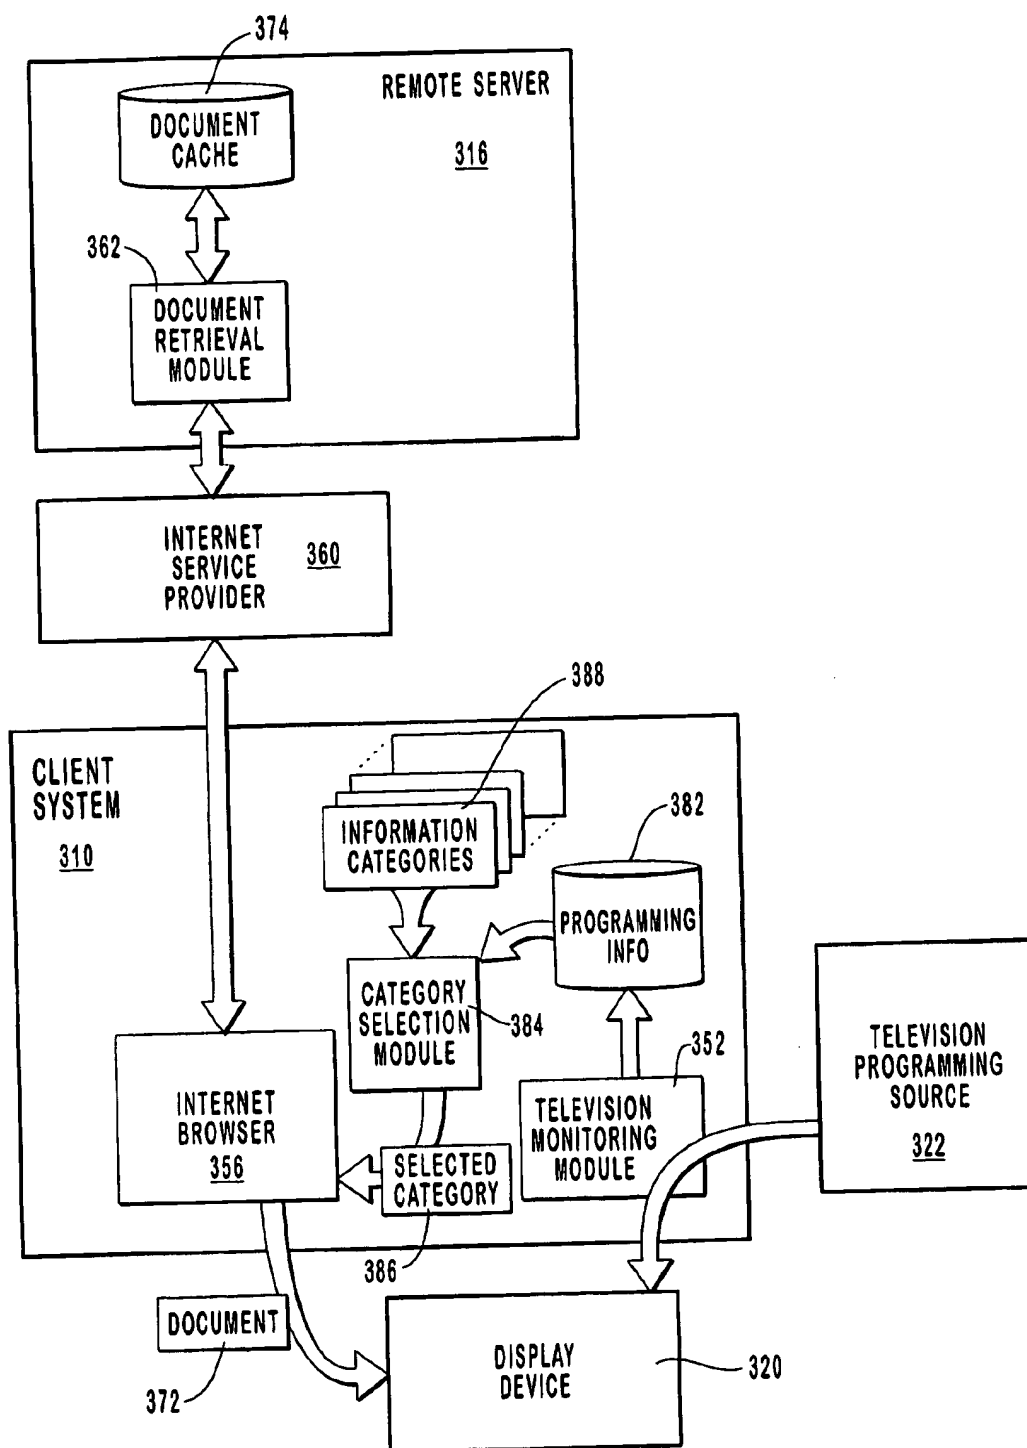 374
REMOTE SERVER
316
DOCUMENT
CACHE
362
DOCUMENT
RETRIEVAL
MODULE
INTERNET
SERVICE
PROVIDER
360
388
CLIENT
SYSTEM
310
INFORMATION
CATEGORIES
382
PROGRAMMING
INFO
CATEGORY
SELECTION
MODULE
384
352
TELEVISION
PROGRAMMING
SOURCE
322
INTERNET
BROWSER
356
TELEVISION
MONITORING
MODULE
SELECTED
CATEGORY
386
DOCUMENT
372
DISPLAY
DEVICE
320